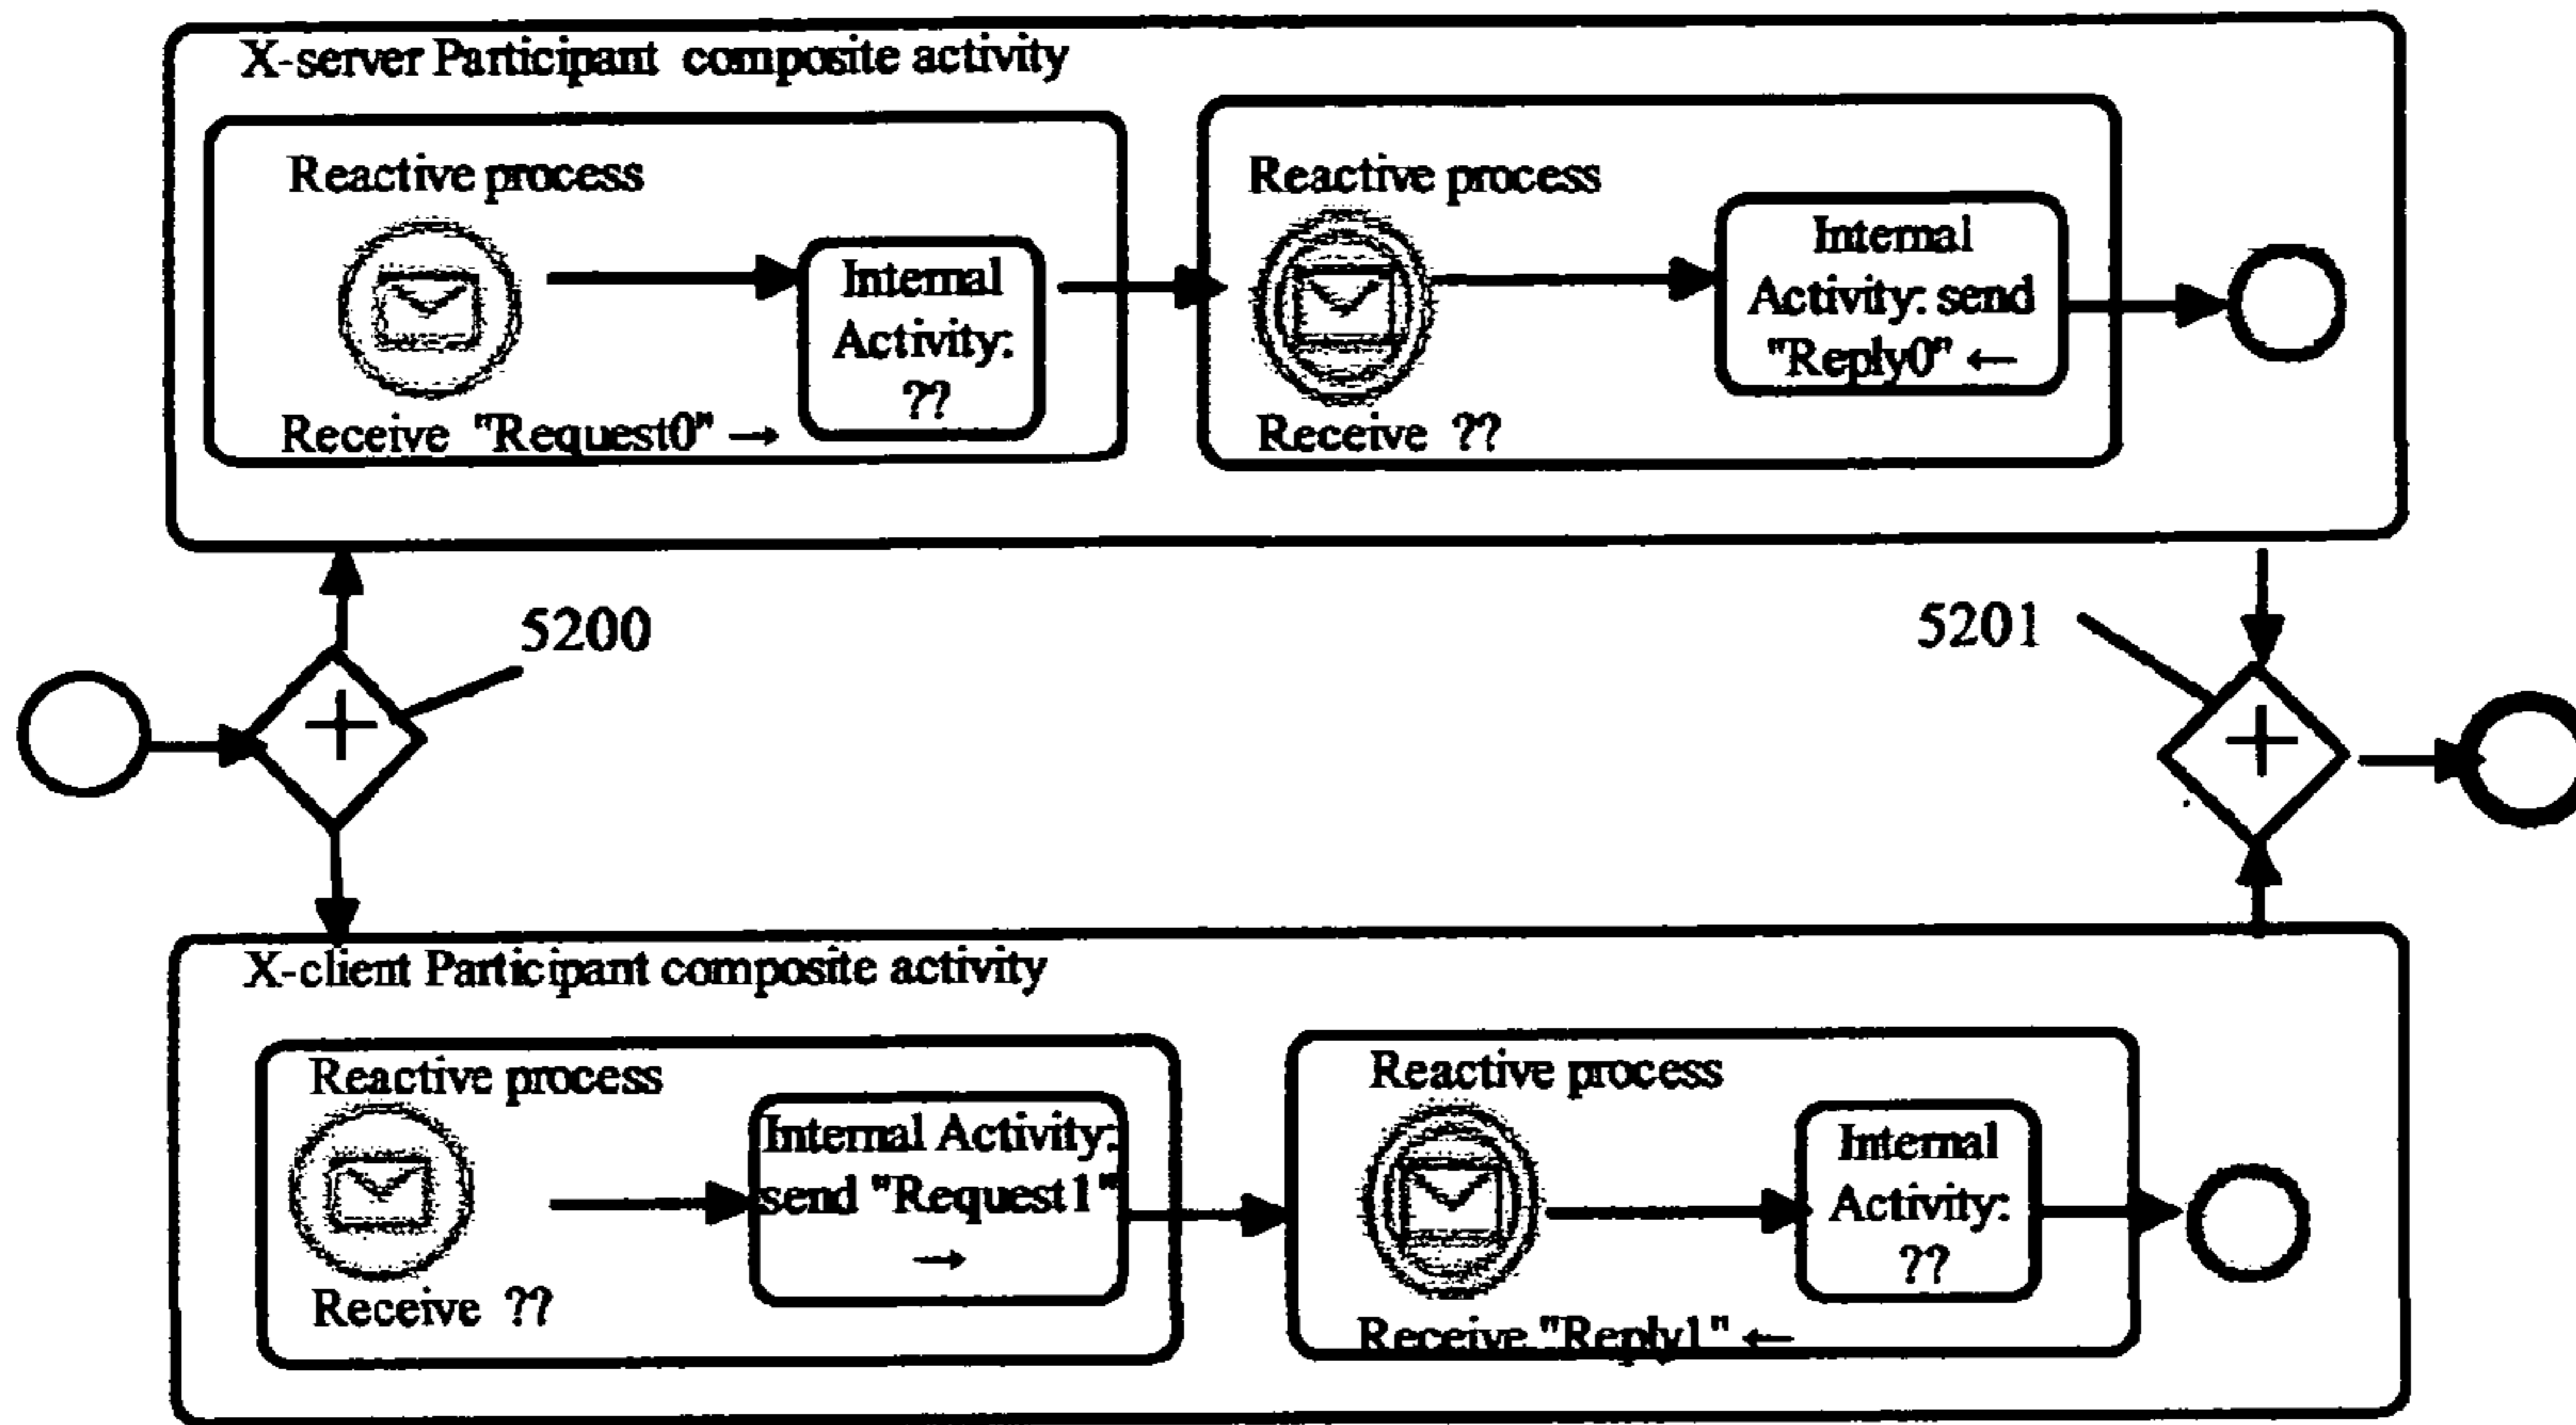 X-server Participant composite activity
Reactive process
Internal
Activity:
??
Receive "Request0" →
Reactive process
Internal
Activity: send
"Reply0" ←
Receive ??
5200
5201
X-client Participant composite activity
Reactive process
Internal Activity:
send "Request1"
→
Receive ??
Reactive process
Internal
Activity:
??
Receive "Reply1" ←